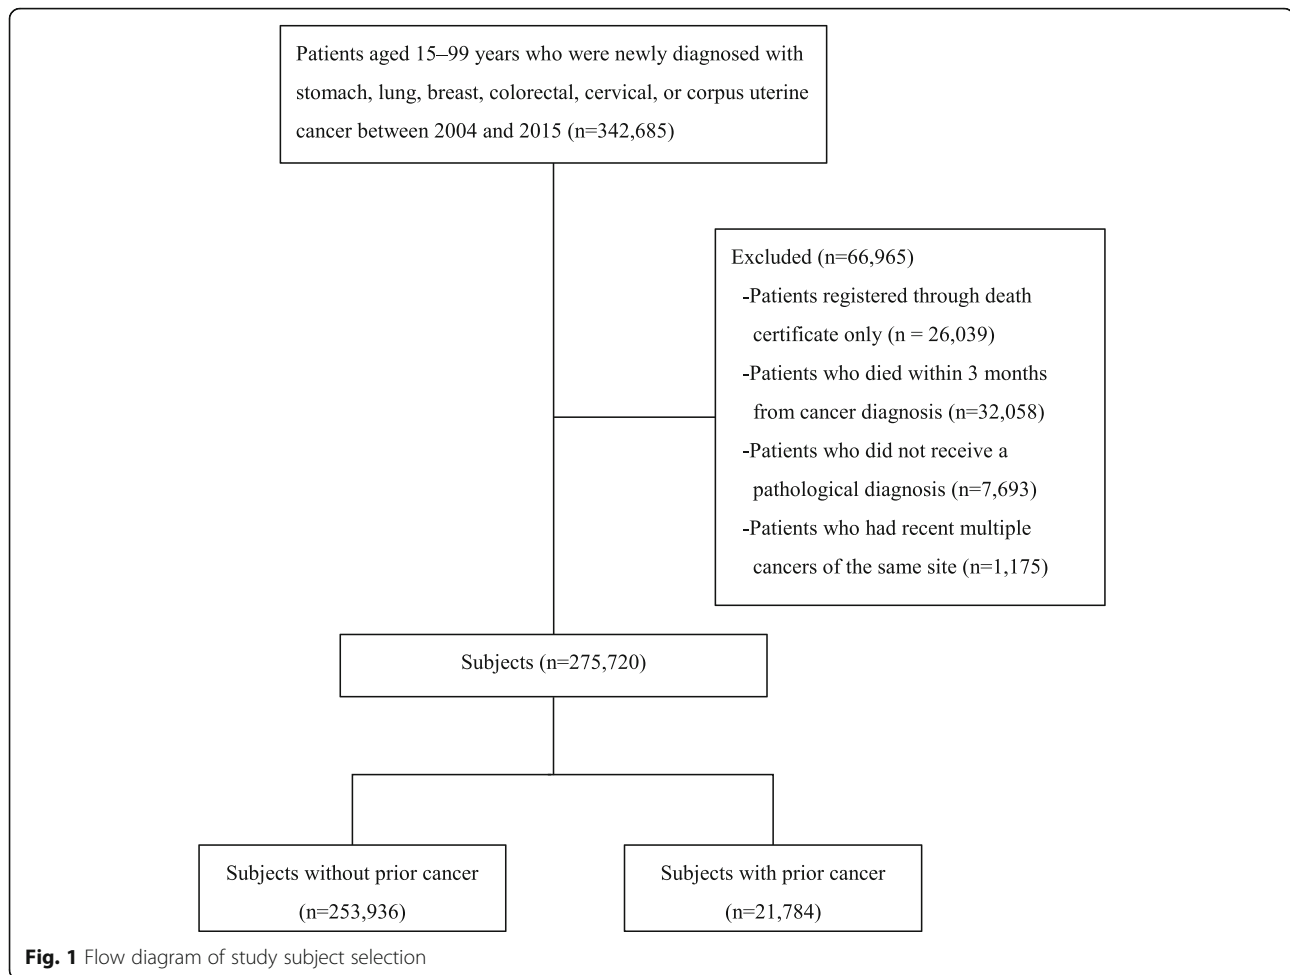 Patients aged 15–99 years who were newly diagnosed with
stomach, lung, breast, colorectal, cervical, or corpus uterine
cancer between 2004 and 2015 (n=342,685)
Excluded (n=66,965)
-Patients registered through death
certificate only (n = 26,039)
-Patients who died within 3 months
from cancer diagnosis (n=32,058)
-Patients who did not receive a
pathological diagnosis (n=7,693)
-Patients who had recent multiple
cancers of the same site (n=1,175)
Subjects (n=275,720)
Subjects without prior cancer
(n=253,936)
Subjects with prior cancer
(n=21,784)
Fig. 1 Flow diagram of study subject selection